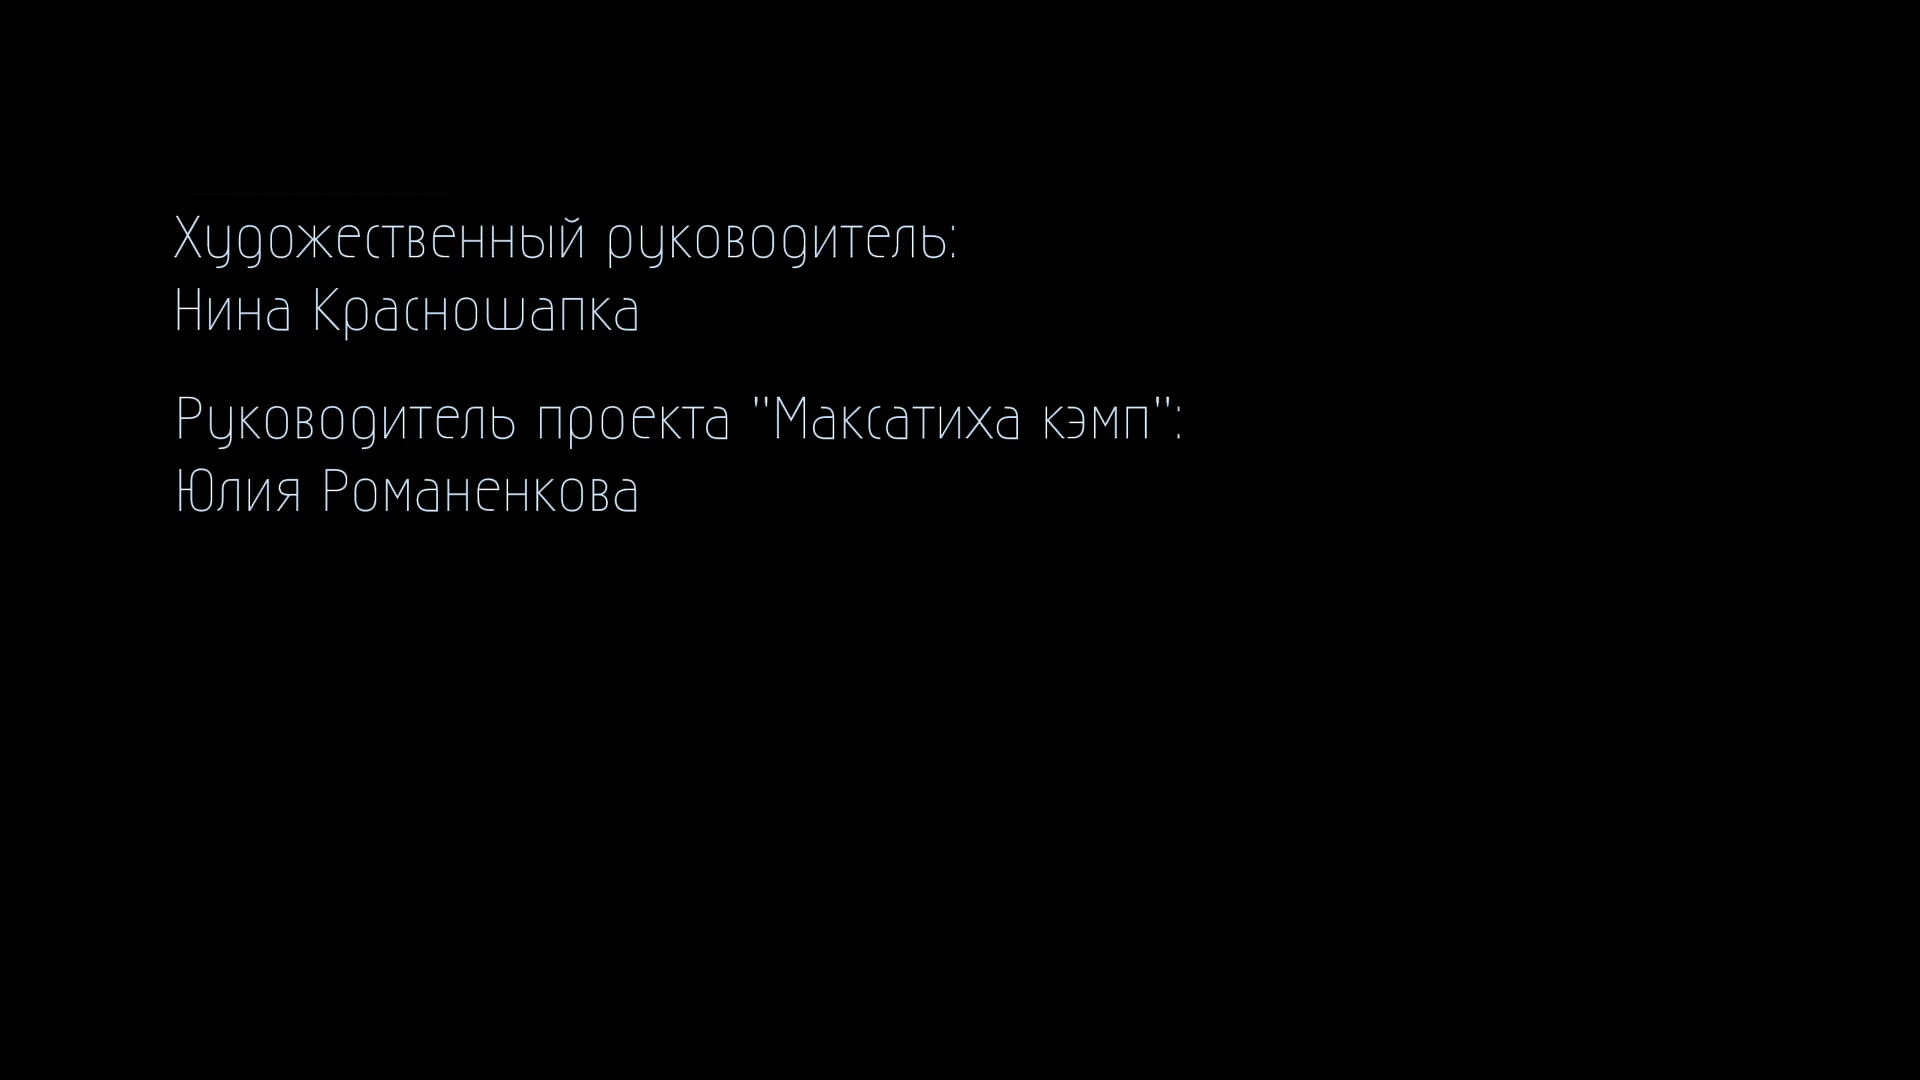 Художественный руководитель:
Нина Красношапка
Руководитель проекта "Максатиха кэмп":
Юлия Романенкова